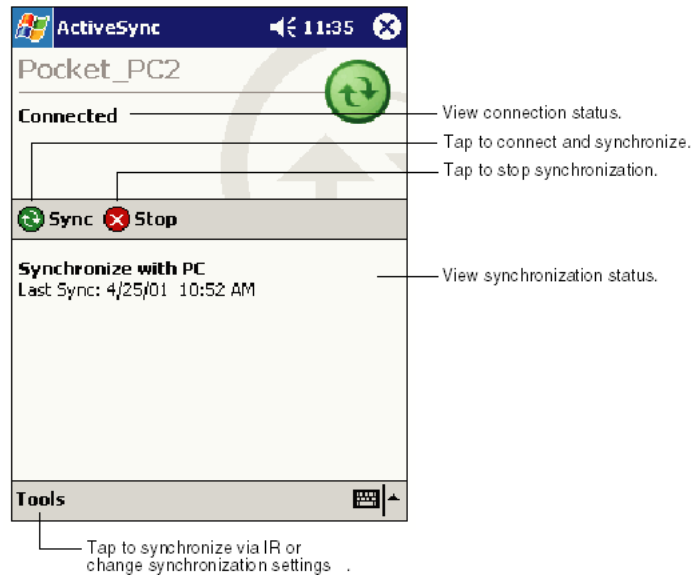 ActiveSync 11:35
Pocket_PC2
Connected
View connection status.
Tap to connect and synchronize.
Tap to stop synchronization.
Sync Stop
Synchronize with PC
Last Sync: 4/25/01 10:52 AM
View synchronization status.
Tools
Tap to synchronize via IR or
change synchronization settings .